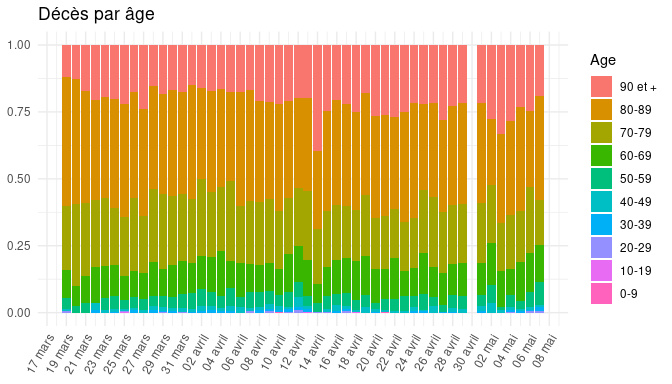 Décès par âge
1.00
0.75
0.50
0.25
0.00
17 mars
19 mars
21 mars
23 mars
25 mars
27 mars
29 mars
31 mars
02 avril
04 avril
06 avril
08 avril
10 avril
12 avril
14 avril
16 avril
18 avril
20 avril
22 avril
24 avril
26 avril
28 avril
30 avril
02 mai
04 mai
06 mai
08 mai
Age
90 et +
80-89
70-79
60-69
50-59
40-49
30-39
20-29
10-19
0-9